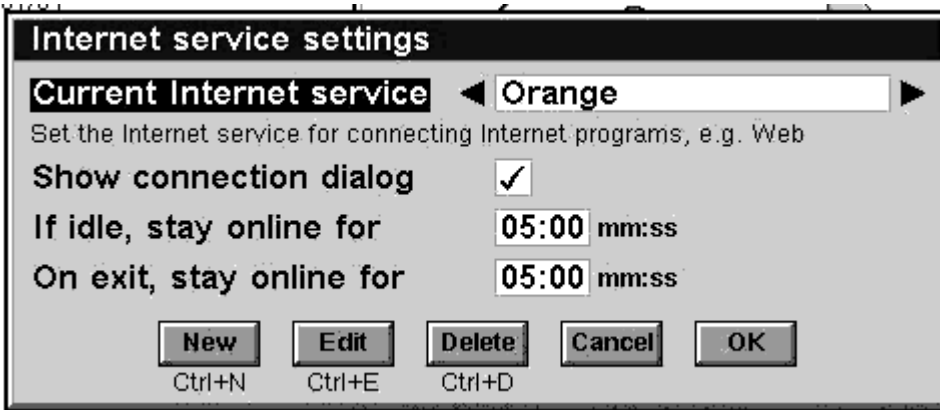 Internet service settings
Current Internet service Orange
Set the Internet service for connecting Internet programs, e.g. Web
Show connection dialog
If idle, stay online for 05:00 mm:ss
On exit, stay online for 05:00 mm:ss
New Edit Delete Cancel OK
Ctrl+N Ctrl+E Ctrl+D